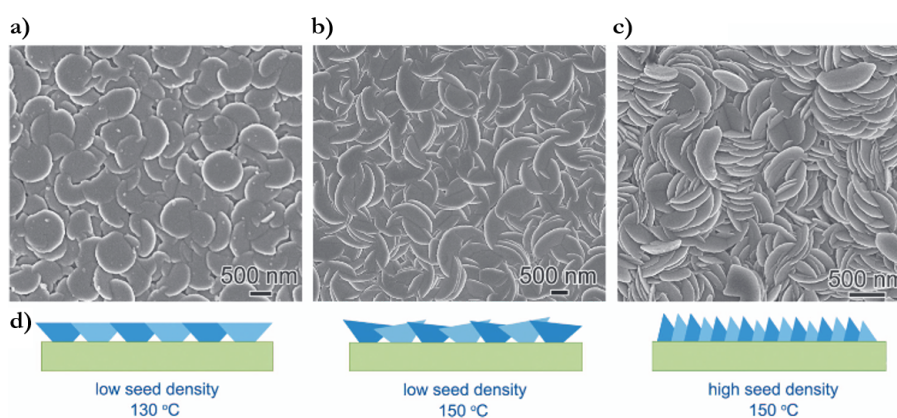 a)
b)
c)
500 nm
500 nm
500 nm
d)
low seed density
130 °C
low seed density
150 °C
high seed density
150 °C